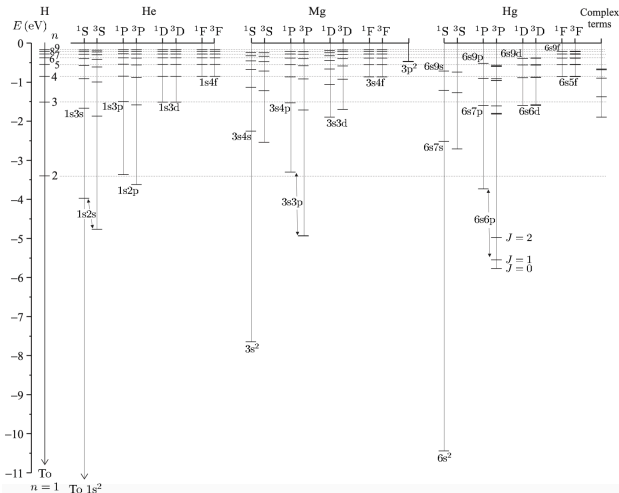 H He Mg Hg Complex
terms
E (eV) n ¹S ³S ¹P ³P ¹D ³D ¹F ³F ¹S ³S ¹P ³P ¹D ³D ¹F ³F ¹S ³S ¹P ³P ¹D ³D ¹F ³F
0 9 6s9f
6 7 6s9p 6s9d
5 6s9s
4 1s4f 3s4f 3p² 6s5f
−1
3 1s3s 1s3p 1s3d 3s4p 3s3d 6s7p 6s6d
−2
3s4s 6s7s
−3
2 1s2p
−4
1s2s 3s3p 6s6p
−5 J = 2
J = 1
J = 0
−6
−7
3s²
−8
−9
−10
6s²
−11 To
n = 1 To 1s²